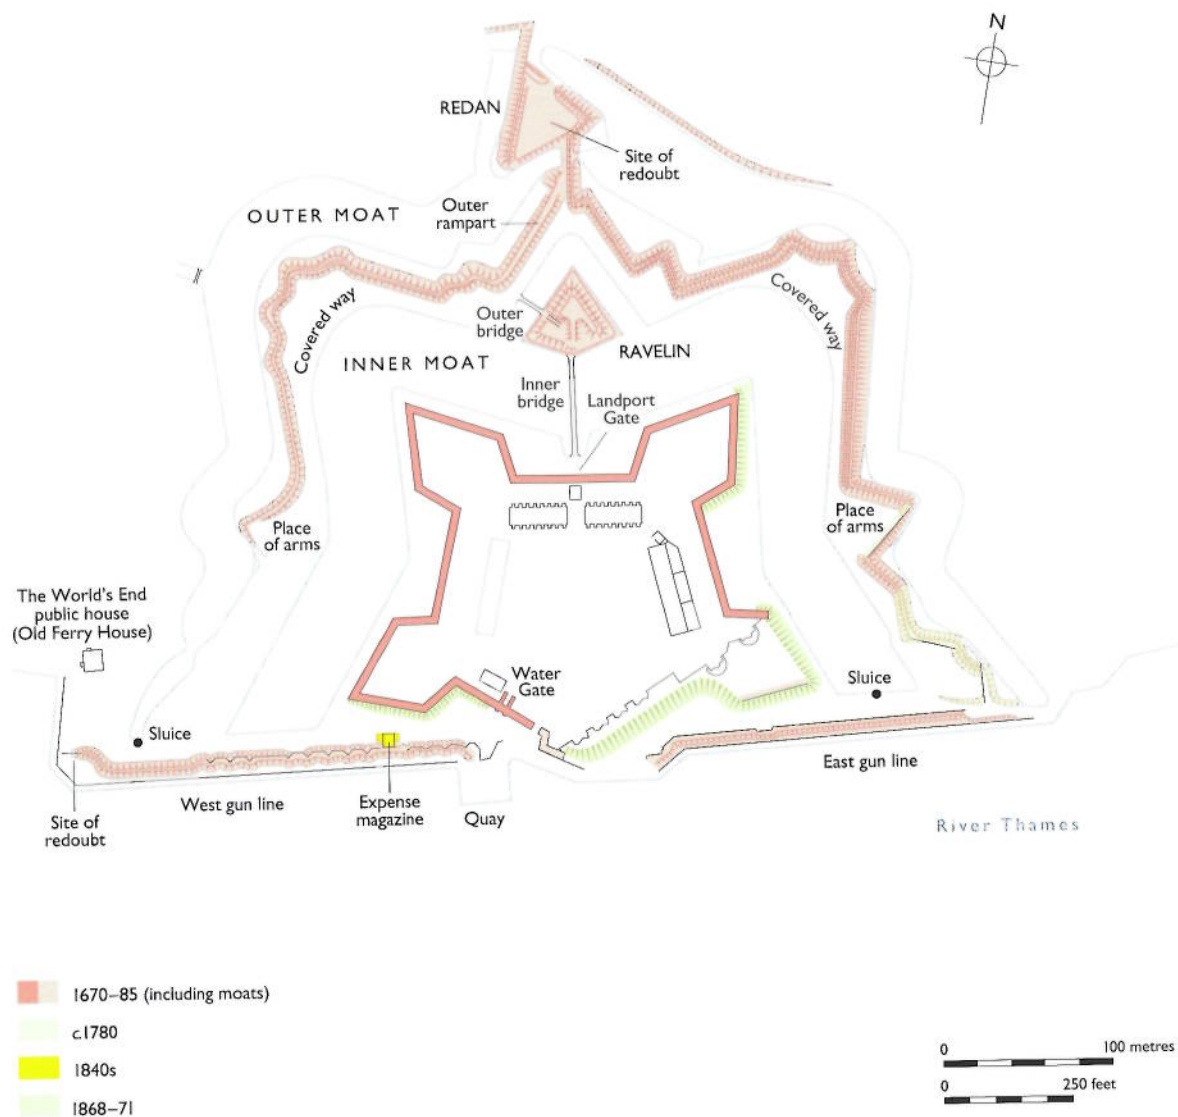 N
REDAN
Site of
redoubt
OUTER MOAT
Outer
rampart
Covered way
Covered way
Outer
bridge
INNER MOAT
RAVELIN
Inner
bridge
Landport
Gate
Place
of arms
Place
of arms
The World's End
public house
(Old Ferry House)
Water
Gate
Sluice
Sluice
East gun line
West gun line
Expense
magazine
Quay
Site of
redoubt
River Thames
1670–85 (including moats)
c.1780
1840s
1868–71
0 100 metres
0 250 feet